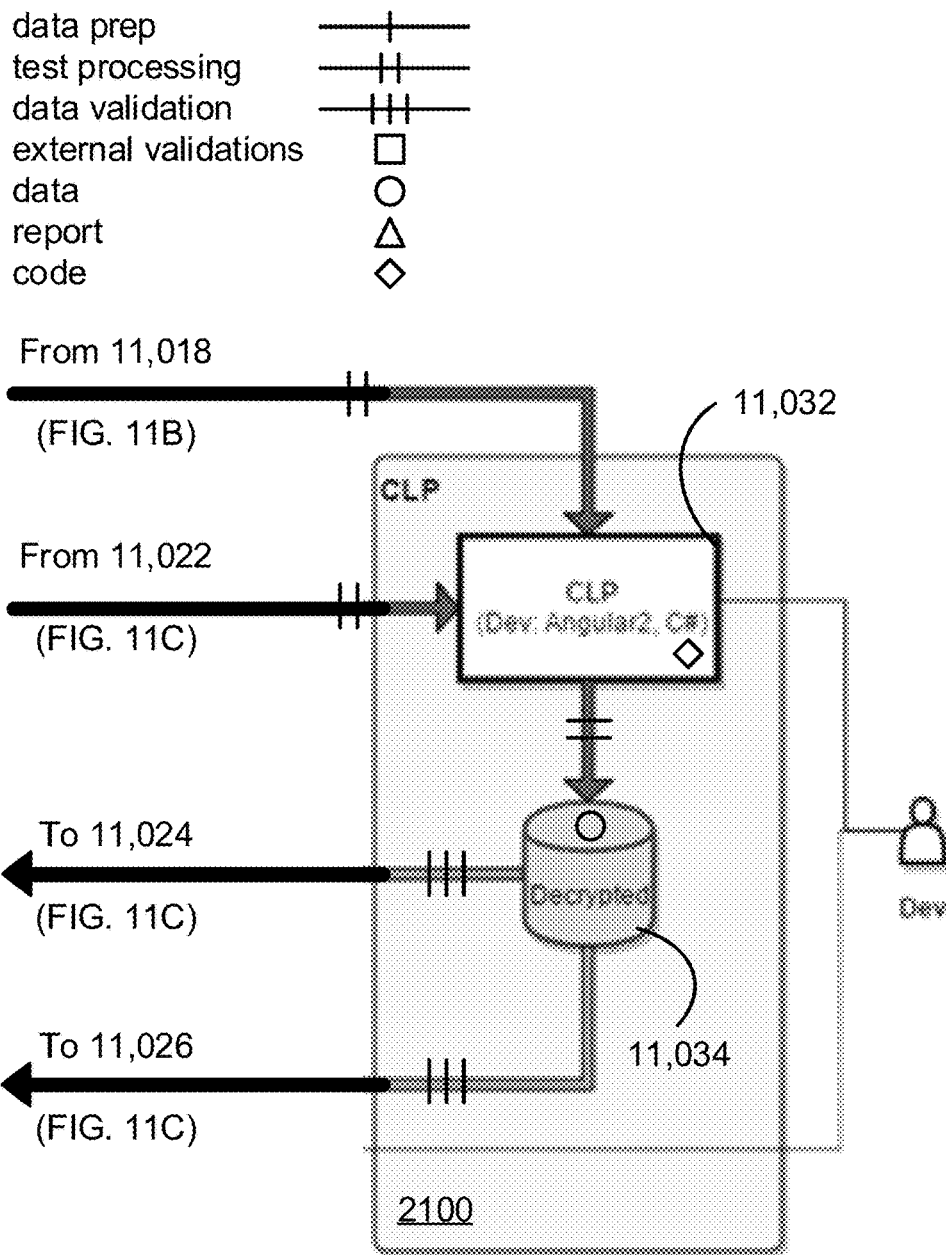 data prep
test processing
data validation
external validations
data
report
code
From 11,018
(FIG. 11B)
11,032
CLP
From 11,022
(FIG. 11C)
CLP
(Dev: Angular2, C#)
To 11,024
(FIG. 11C)
Decrypted
Dev
To 11,026
(FIG. 11C)
11,034
2100